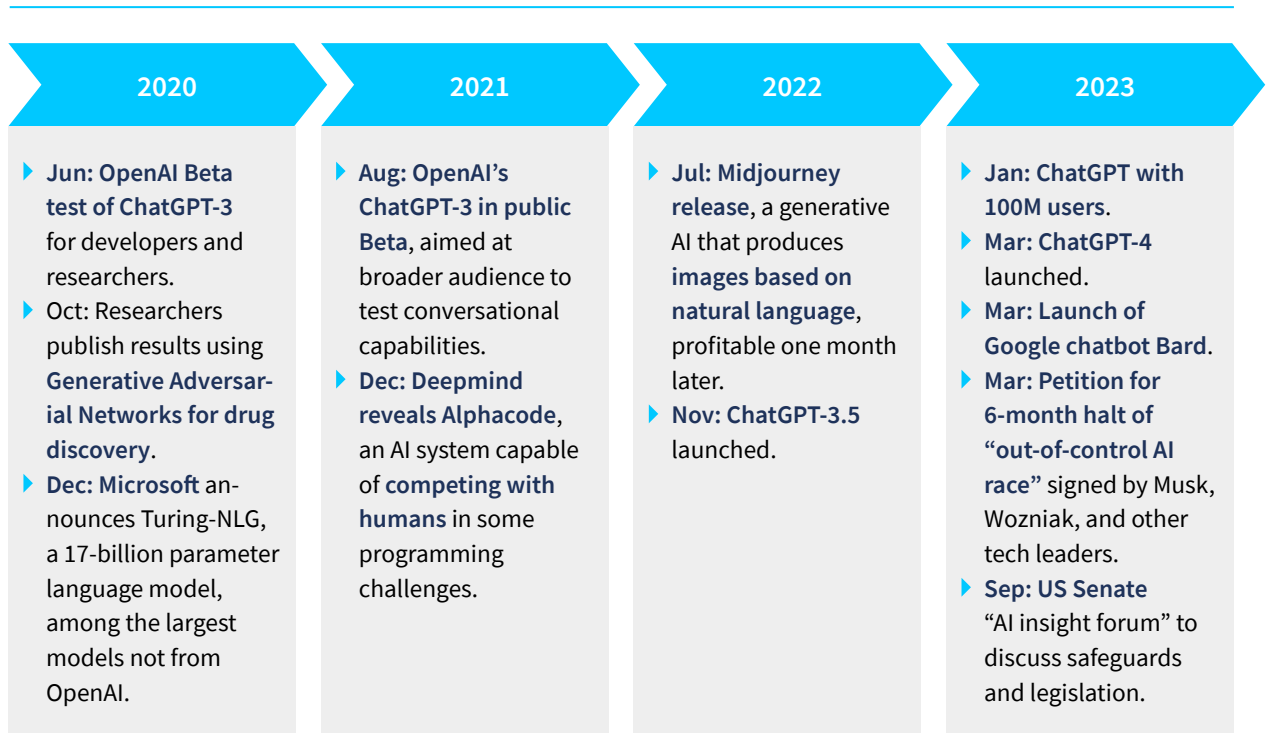 2020
Jun: OpenAI Beta
test of ChatGPT-3
for developers and
researchers.
Oct: Researchers
publish results using
Generative Adversar-
ial Networks for drug
discovery.
Dec: Microsoft an-
nounces Turing-NLG,
a 17-billion parameter
language model,
among the largest
models not from
OpenAI.
2021
Aug: OpenAI’s
ChatGPT-3 in public
Beta, aimed at
broader audience to
test conversational
capabilities.
Dec: Deepmind
reveals Alphacode,
an AI system capable
of competing with
humans in some
programming
challenges.
2022
Jul: Midjourney
release, a generative
AI that produces
images based on
natural language,
profitable one month
later.
Nov: ChatGPT-3.5
launched.
2023
Jan: ChatGPT with
100M users.
Mar: ChatGPT-4
launched.
Mar: Launch of
Google chatbot Bard.
Mar: Petition for
6-month halt of
“out-of-control AI
race” signed by Musk,
Wozniak, and other
tech leaders.
Sep: US Senate
“AI insight forum” to
discuss safeguards
and legislation.